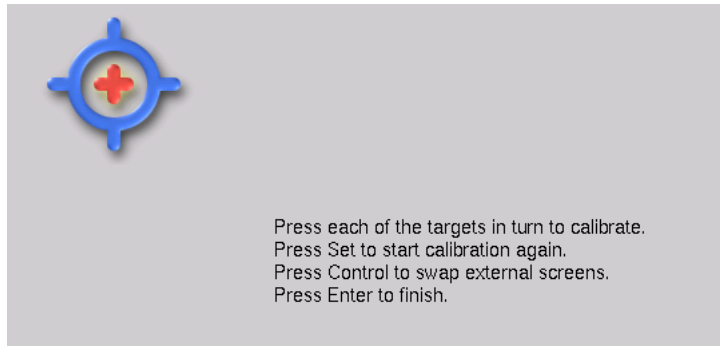 Press each of the targets in turn to calibrate.
Press Set to start calibration again.
Press Control to swap external screens.
Press Enter to finish.